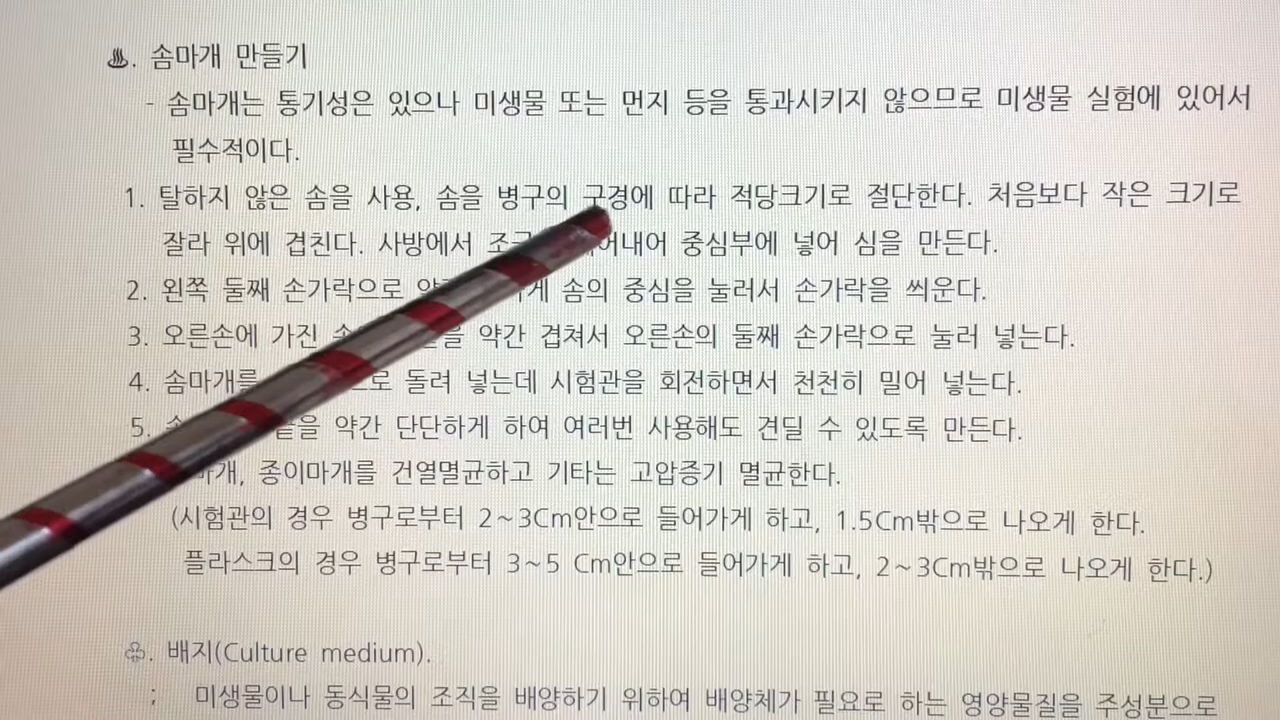 ♨. 솜마개 만들기
- 솜마개는 통기성은 있으나 미생물 또는 먼지 등을 통과시키지 않으므로 미생물 실험에 있어서
필수적이다.
1. 탈하지 않은 솜을 사용, 솜을 병구의 구경에 따라 적당크기로 절단한다. 처음보다 작은 크기로
잘라 위에 겹친다. 사방에서 중심부에 넣어 심을 만든다.
2. 왼쪽 둘째 손가락으로 솜의 중심을 눌러서 손가락을 씌운다.
3. 오른손에 가진 약간 겹쳐서 오른손의 둘째 손가락으로 눌러 넣는다.
4. 솜마개를 돌려 넣는데 시험관을 회전하면서 천천히 밀어 넣는다.
5. 약간 단단하게 하여 여러번 사용해도 견딜 수 있도록 만든다.
종이마개를 건열멸균하고 기타는 고압증기 멸균한다.
(시험관의 경우 병구로부터 2~3Cm안으로 들어가게 하고, 1.5Cm밖으로 나오게 한다.
플라스크의 경우 병구로부터 3~5 Cm안으로 들어가게 하고, 2~3Cm밖으로 나오게 한다.)
♧. 배지(Culture medium).
; 미생물이나 동식물의 조직을 배양하기 위하여 배양체가 필요로 하는 영양물질을 주성분으로